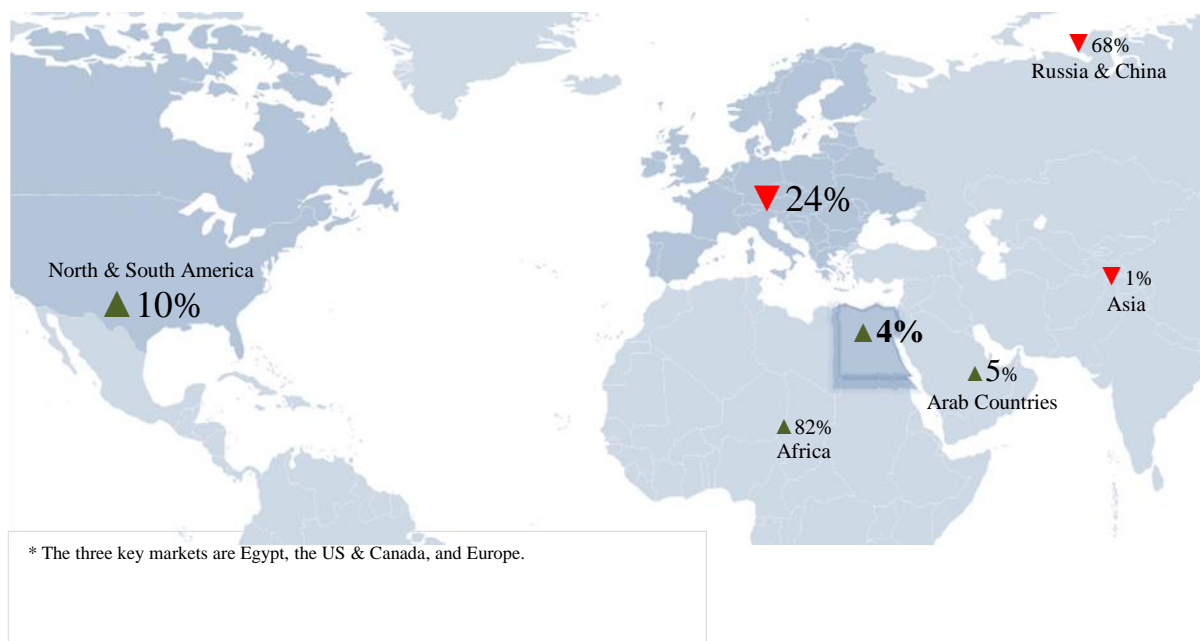 ▼ 68%
Russia & China
▼ 24%
North & South America
▲ 10%
▼ 1%
Asia
▲ 4%
▲ 5%
Arab Countries
▲ 82%
Africa
* The three key markets are Egypt, the US & Canada, and Europe.